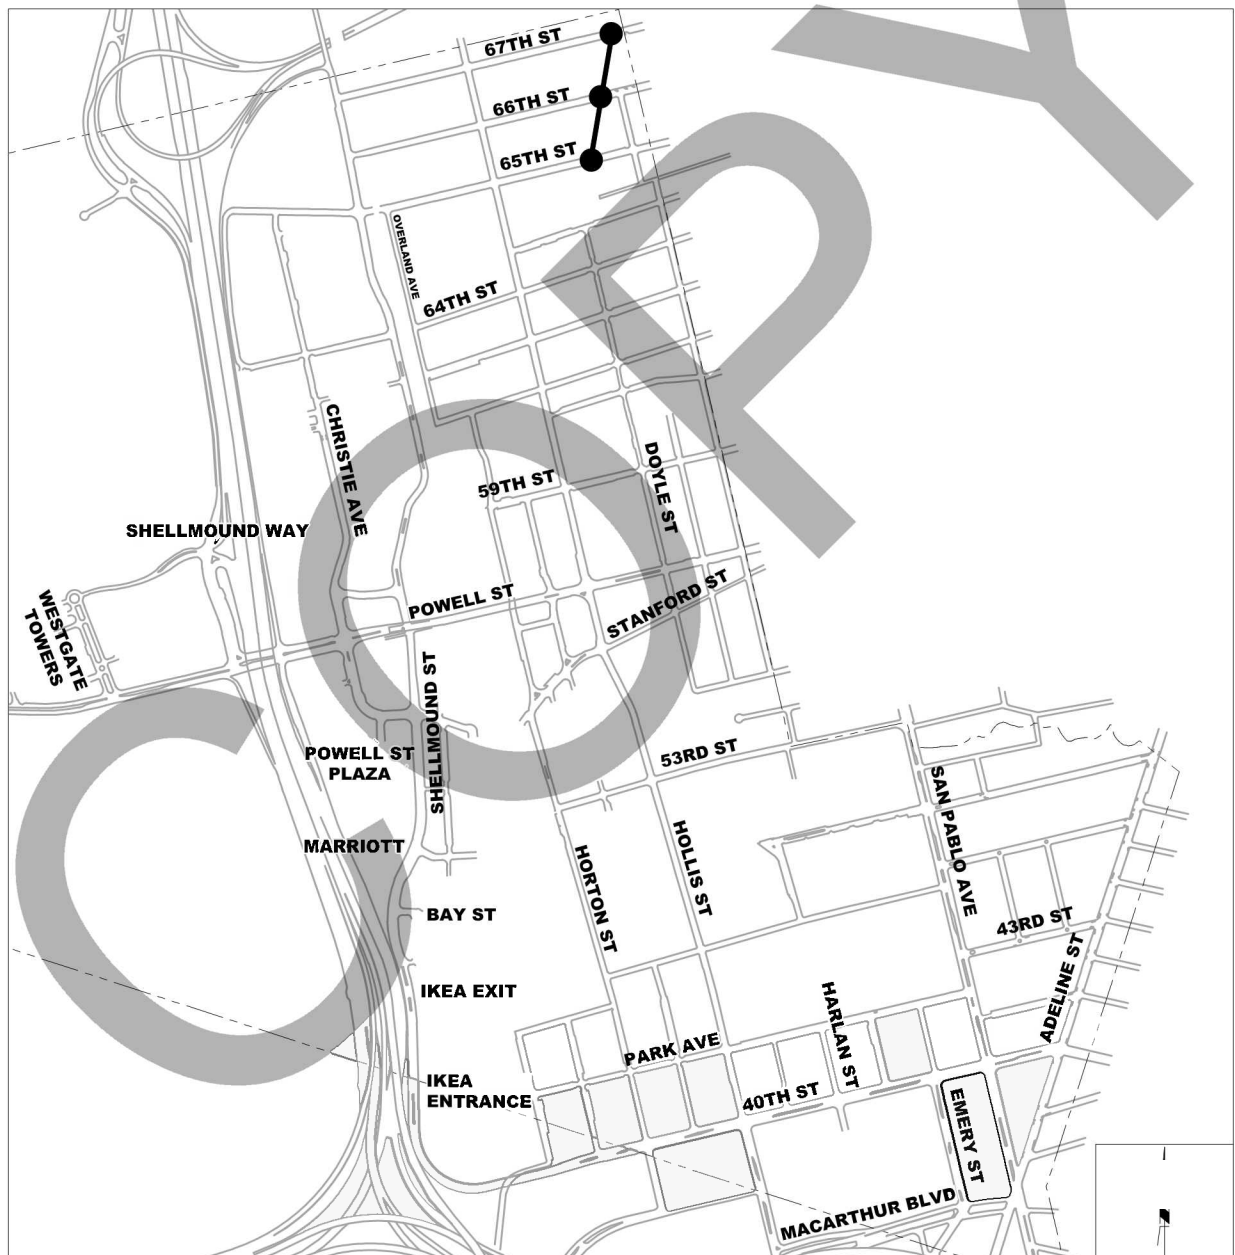 67TH ST
66TH ST
65TH ST
OVERLAND AVE
64TH ST
CHRISTIE AVE
59TH ST
DOYLE ST
SHELLMOUND WAY
POWELL ST
STANFORD ST
WESTGATE
TOWERS
SHELLMOUND ST
POWELL ST
PLAZA
53RD ST
SAN PABLO AVE
MARRIOTT
HORTON ST
HOLLIS ST
BAY ST
43RD ST
ADELINE ST
IKEA EXIT
HARLAN ST
PARK AVE
IKEA
ENTRANCE
40TH ST
EMERY ST
MACARTHUR BLVD
COPY